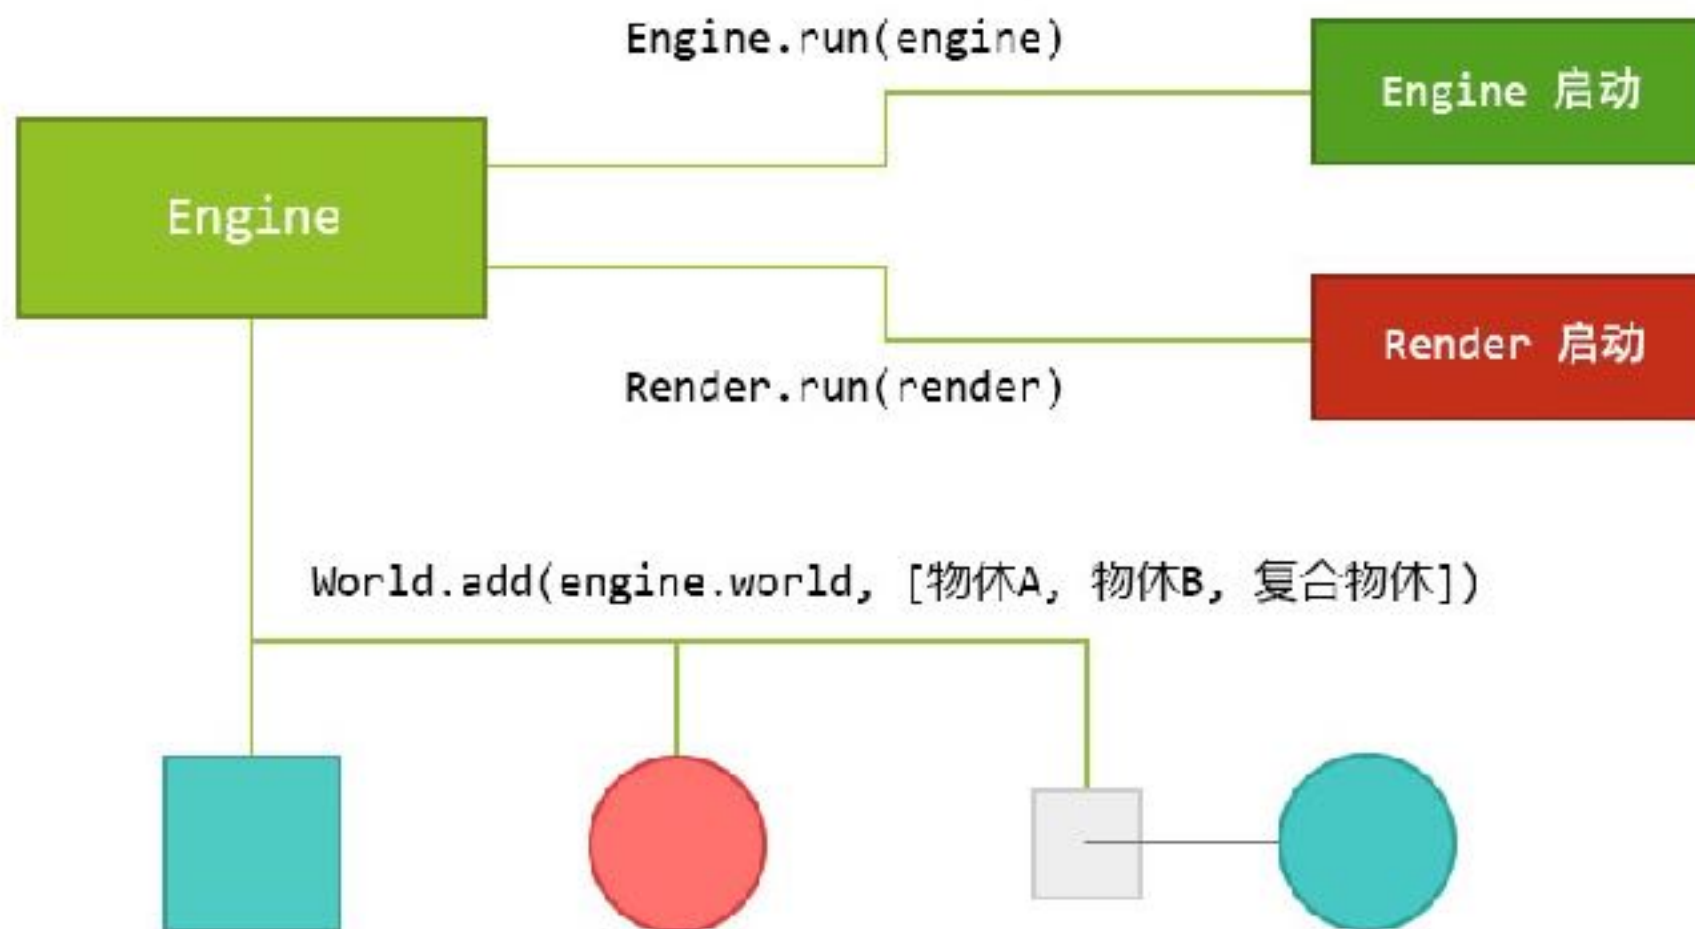 Engine.run(engine)
Engine 启动
Engine
Render 启动
Render.run(render)
World.add(engine.world, [物体A, 物体B, 复合物体])